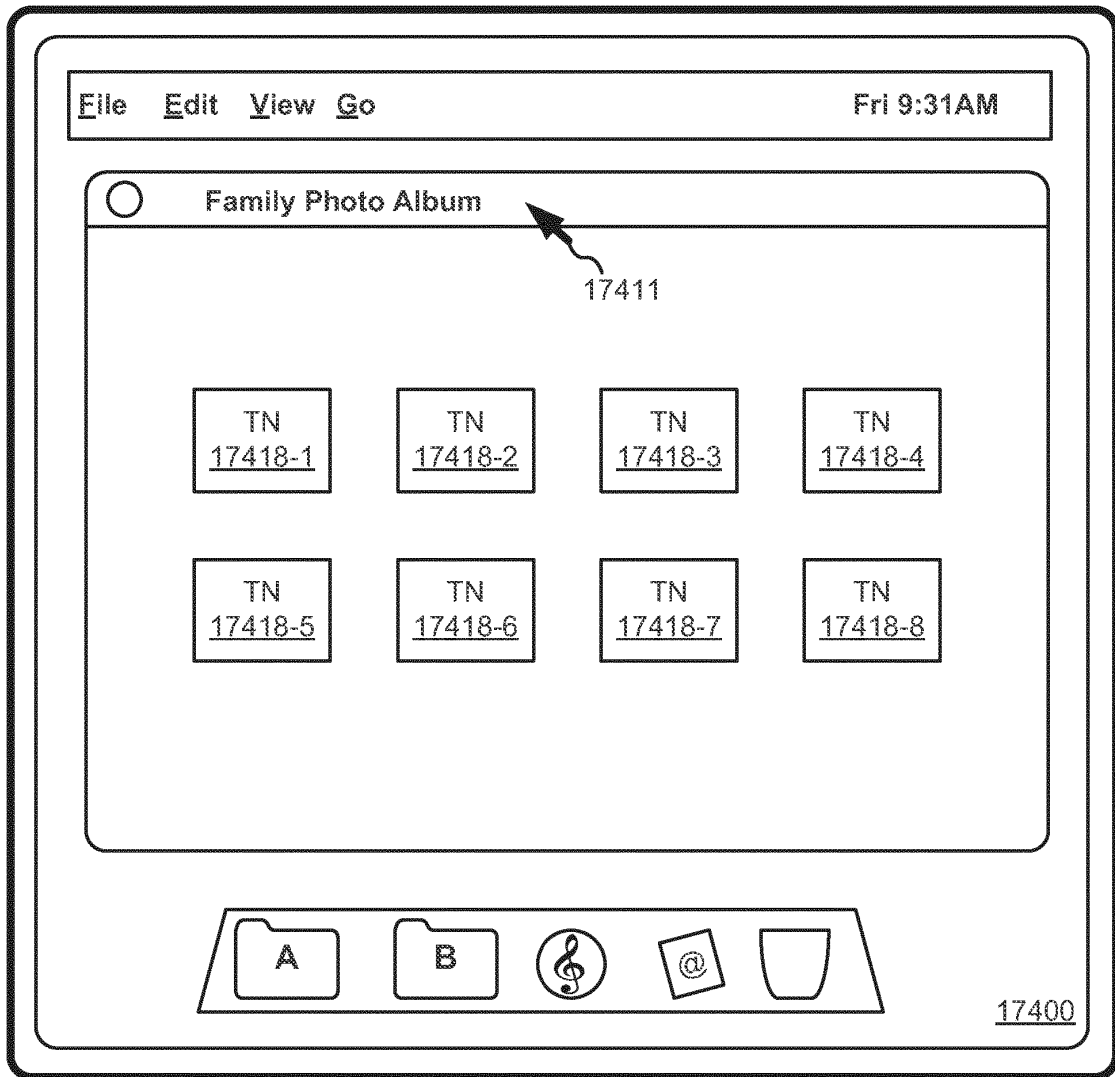 File Edit View Go Fri 9:31AM
Family Photo Album
17411
TN TN TN TN
17418-1 17418-2 17418-3 17418-4
TN TN TN TN
17418-5 17418-6 17418-7 17418-8
A B @
17400